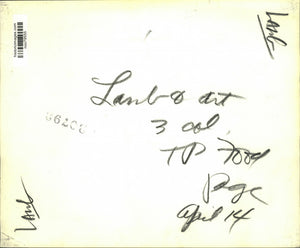 Lamb
Lamb & Art
3 col
TP Food
Page
April 14
Lamb